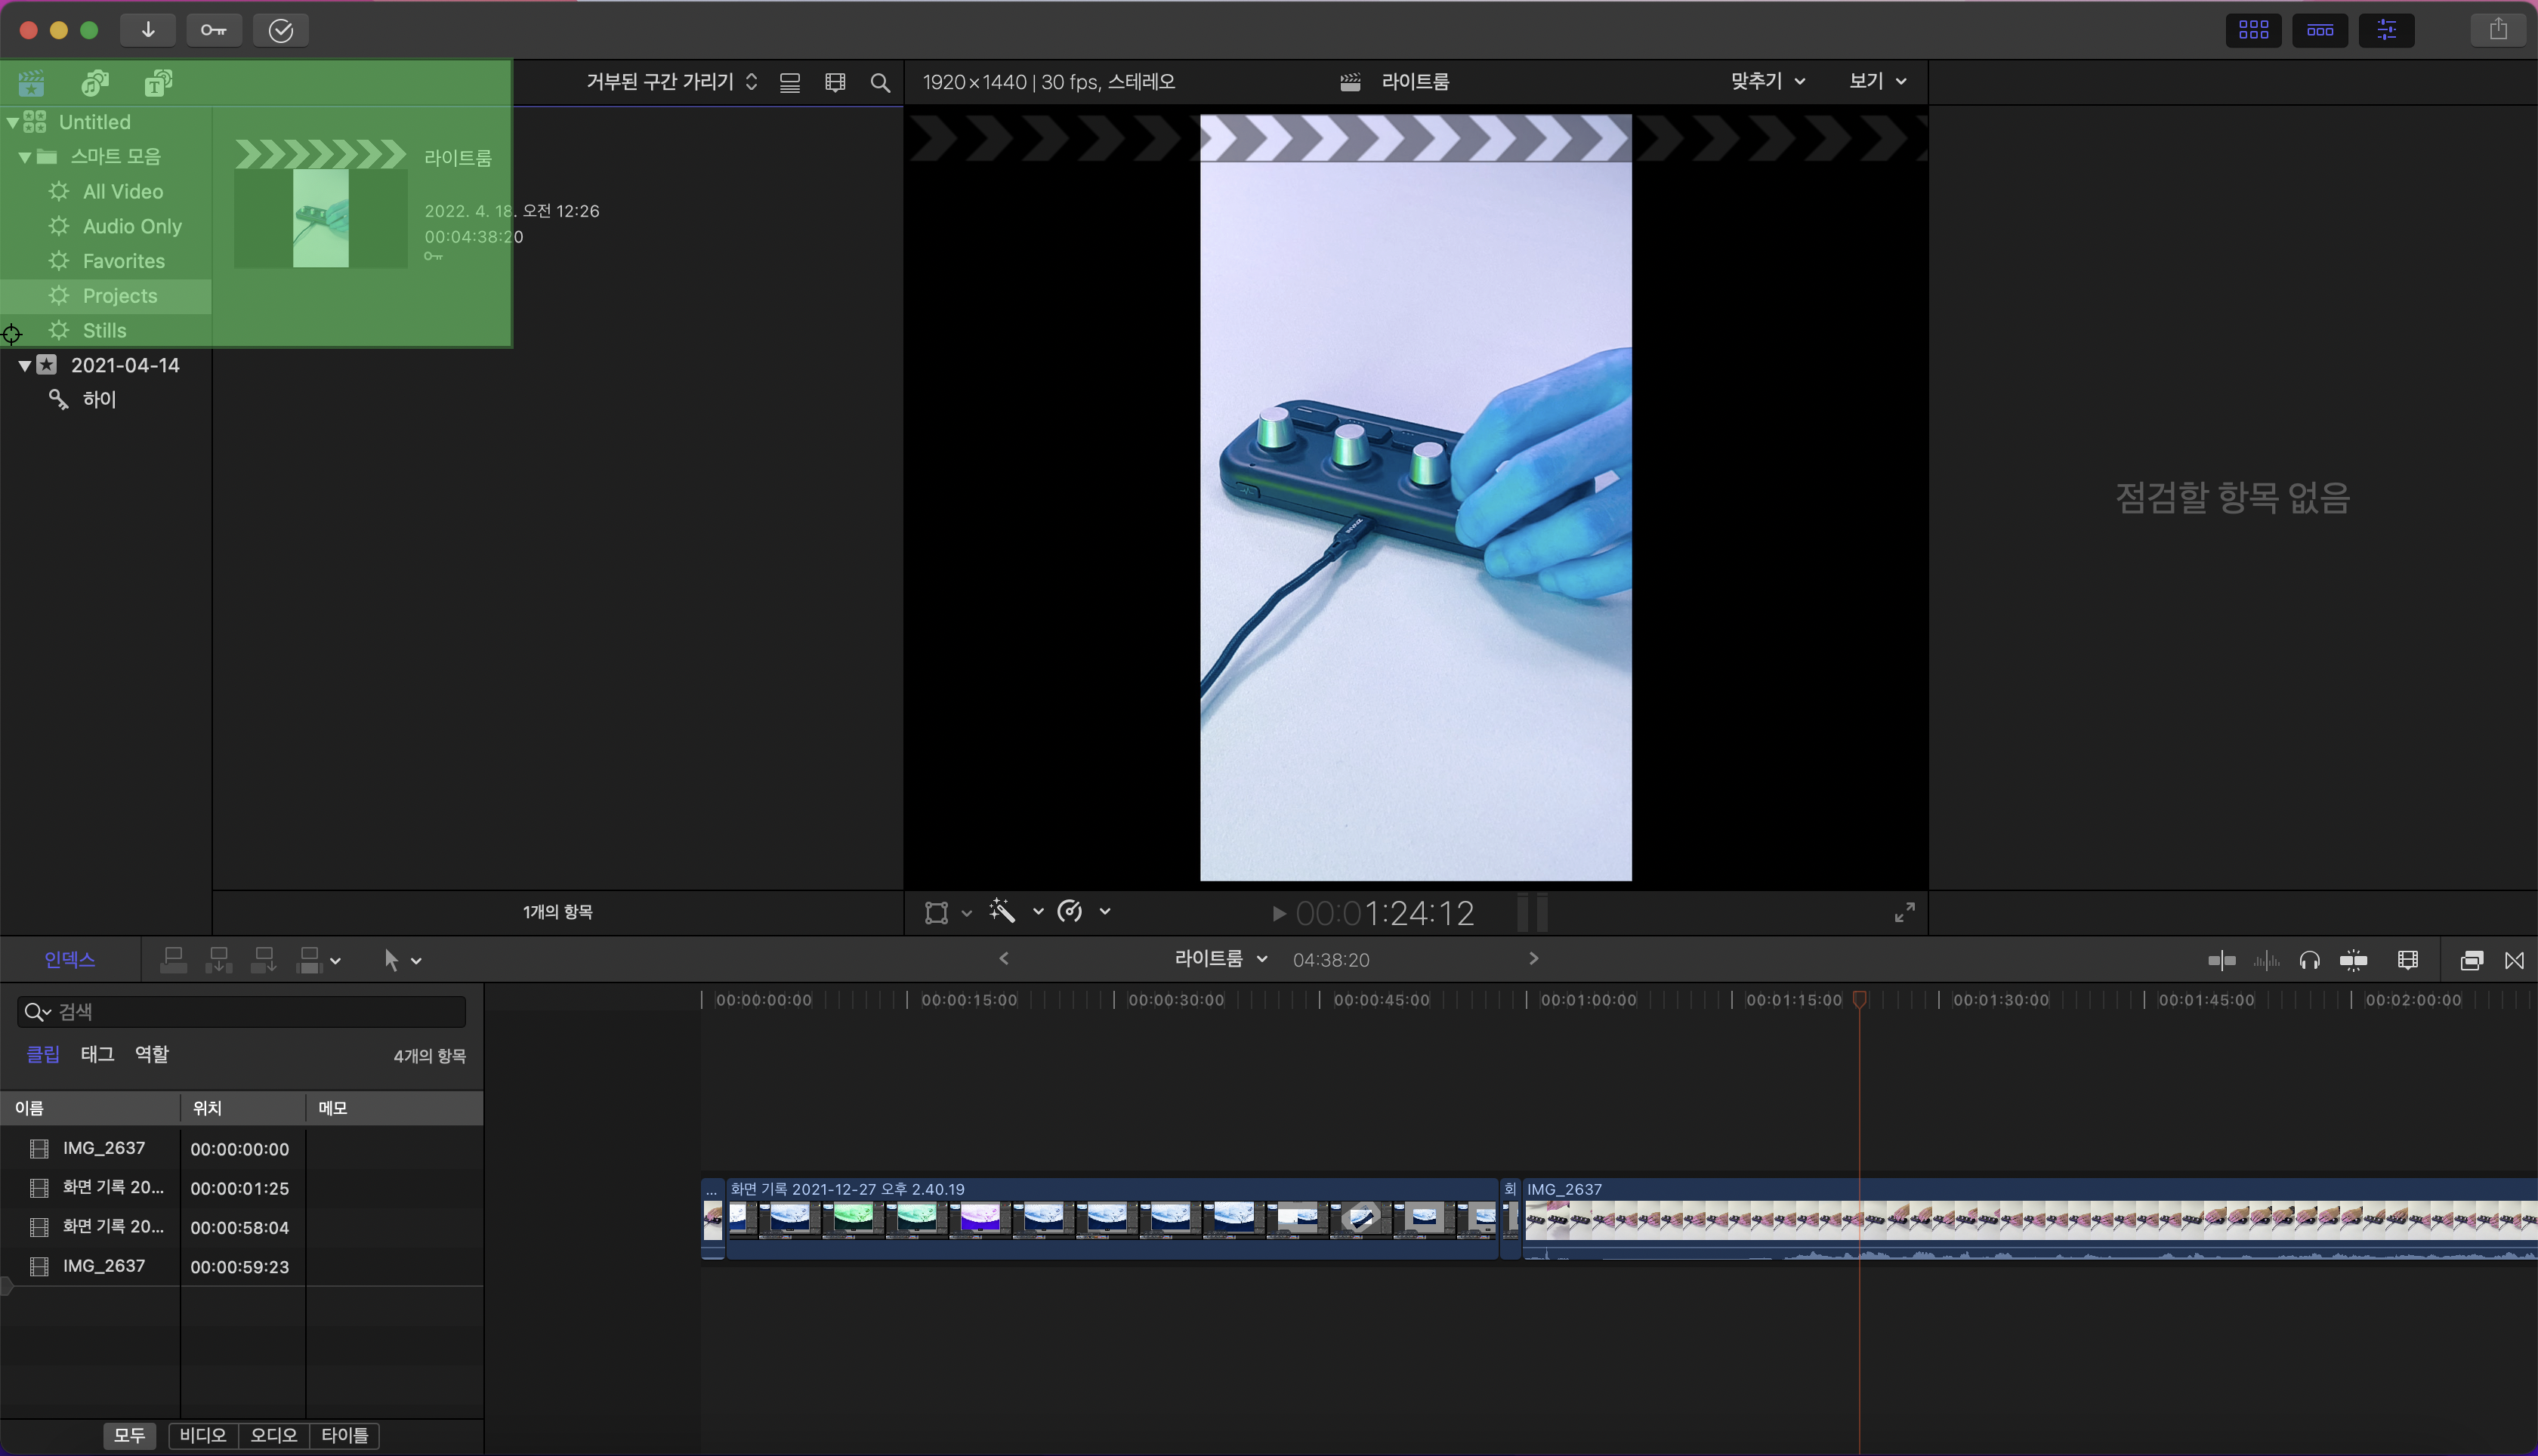 거부된 구간 가리기
1920×1440 | 30 fps, 스테레오
라이트룸
맞추기
보기
Untitled
스마트 모음
All Video
Audio Only
Favorites
Projects
Stills
2021-04-14
하이
라이트룸
2022. 4. 18. 오전 12:26
00:04:38:20
점검할 항목 없음
1개의 항목
00:01:24:12
인덱스
라이트룸
04:38:20
검색
클립 태그 역할
4개의 항목
이름 위치 메모
IMG_2637 00:00:00:00
화면 기록 20... 00:00:01:25
화면 기록 20... 00:00:58:04
IMG_2637 00:00:59:23
모두 비디오 오디오 타이틀
00:00:00:00 00:00:15:00 00:00:30:00 00:00:45:00 00:01:00:00 00:01:15:00 00:01:30:00 00:01:45:00 00:02:00:00
... 화면 기록 2021-12-27 오후 2.40.19 회 IMG_2637